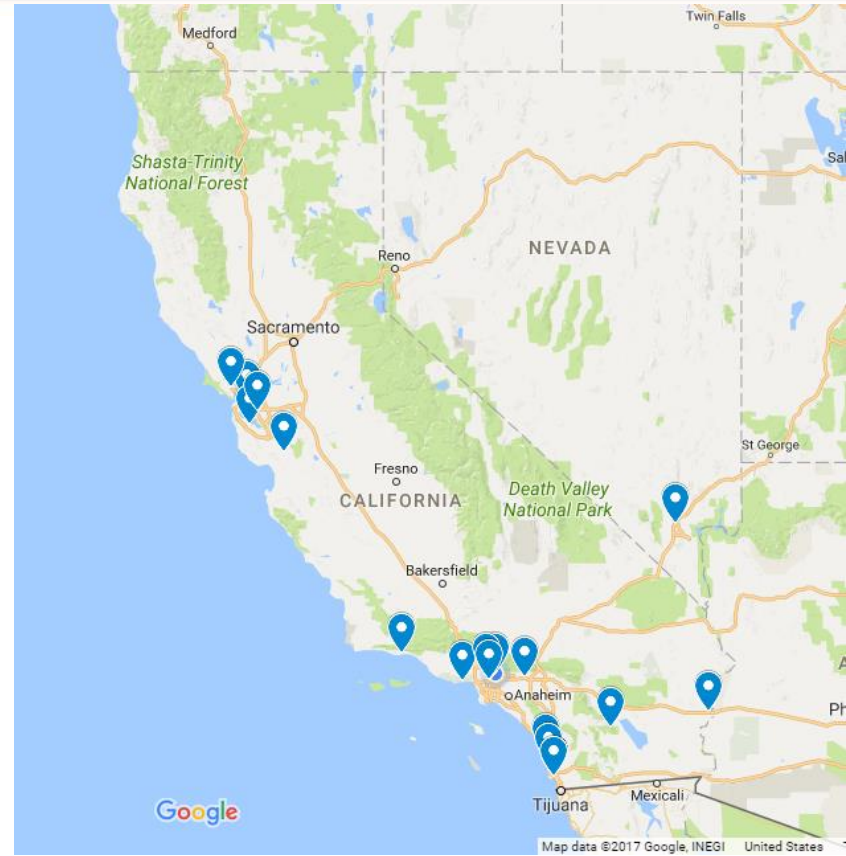 Medford
Twin Falls
Shasta-Trinity
National Forest
Sal
Reno
NEVADA
Sacramento
St George
Fresno
CALIFORNIA
Death Valley
National Park
Bakersfield
A
Anaheim
Ph
Tijuana
Mexicali
Google
Map data ©2017 Google, INEGI United States